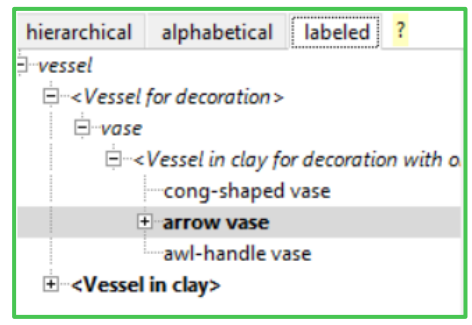 hierarchical alphabetical labeled ?
vessel
<Vessel for decoration>
vase
<Vessel in clay for decoration with o
cong-shaped vase
arrow vase
awl-handle vase
<Vessel in clay>